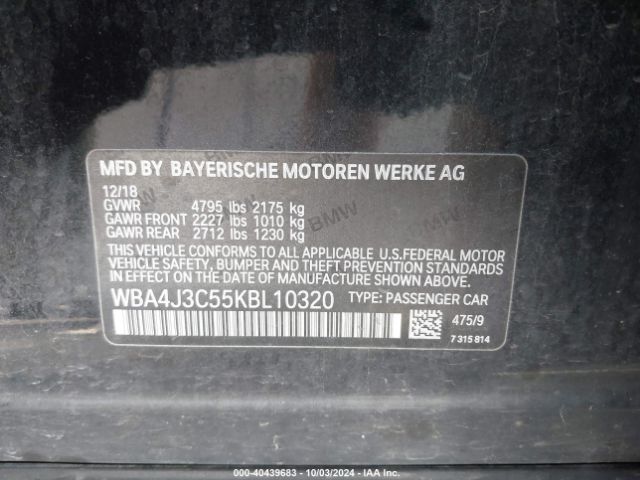 MFD BY BAYERISCHE MOTOREN WERKE AG
12/18
GVWR 4795 lbs 2175 kg
GAWR FRONT 2227 lbs 1010 kg
GAWR REAR 2712 lbs 1230 kg
THIS VEHICLE CONFORMS TO ALL APPLICABLE U.S.FEDERAL MOTOR
VEHICLE SAFETY, BUMPER AND THEFT PREVENTION STANDARDS
IN EFFECT ON THE DATE OF MANUFACTURE SHOWN ABOVE.
WBA4J3C55KBL10320 TYPE: PASSENGER CAR
475/9
7 315 814
BMW
000-40439683 - 10/03/2024 - IAA Inc.